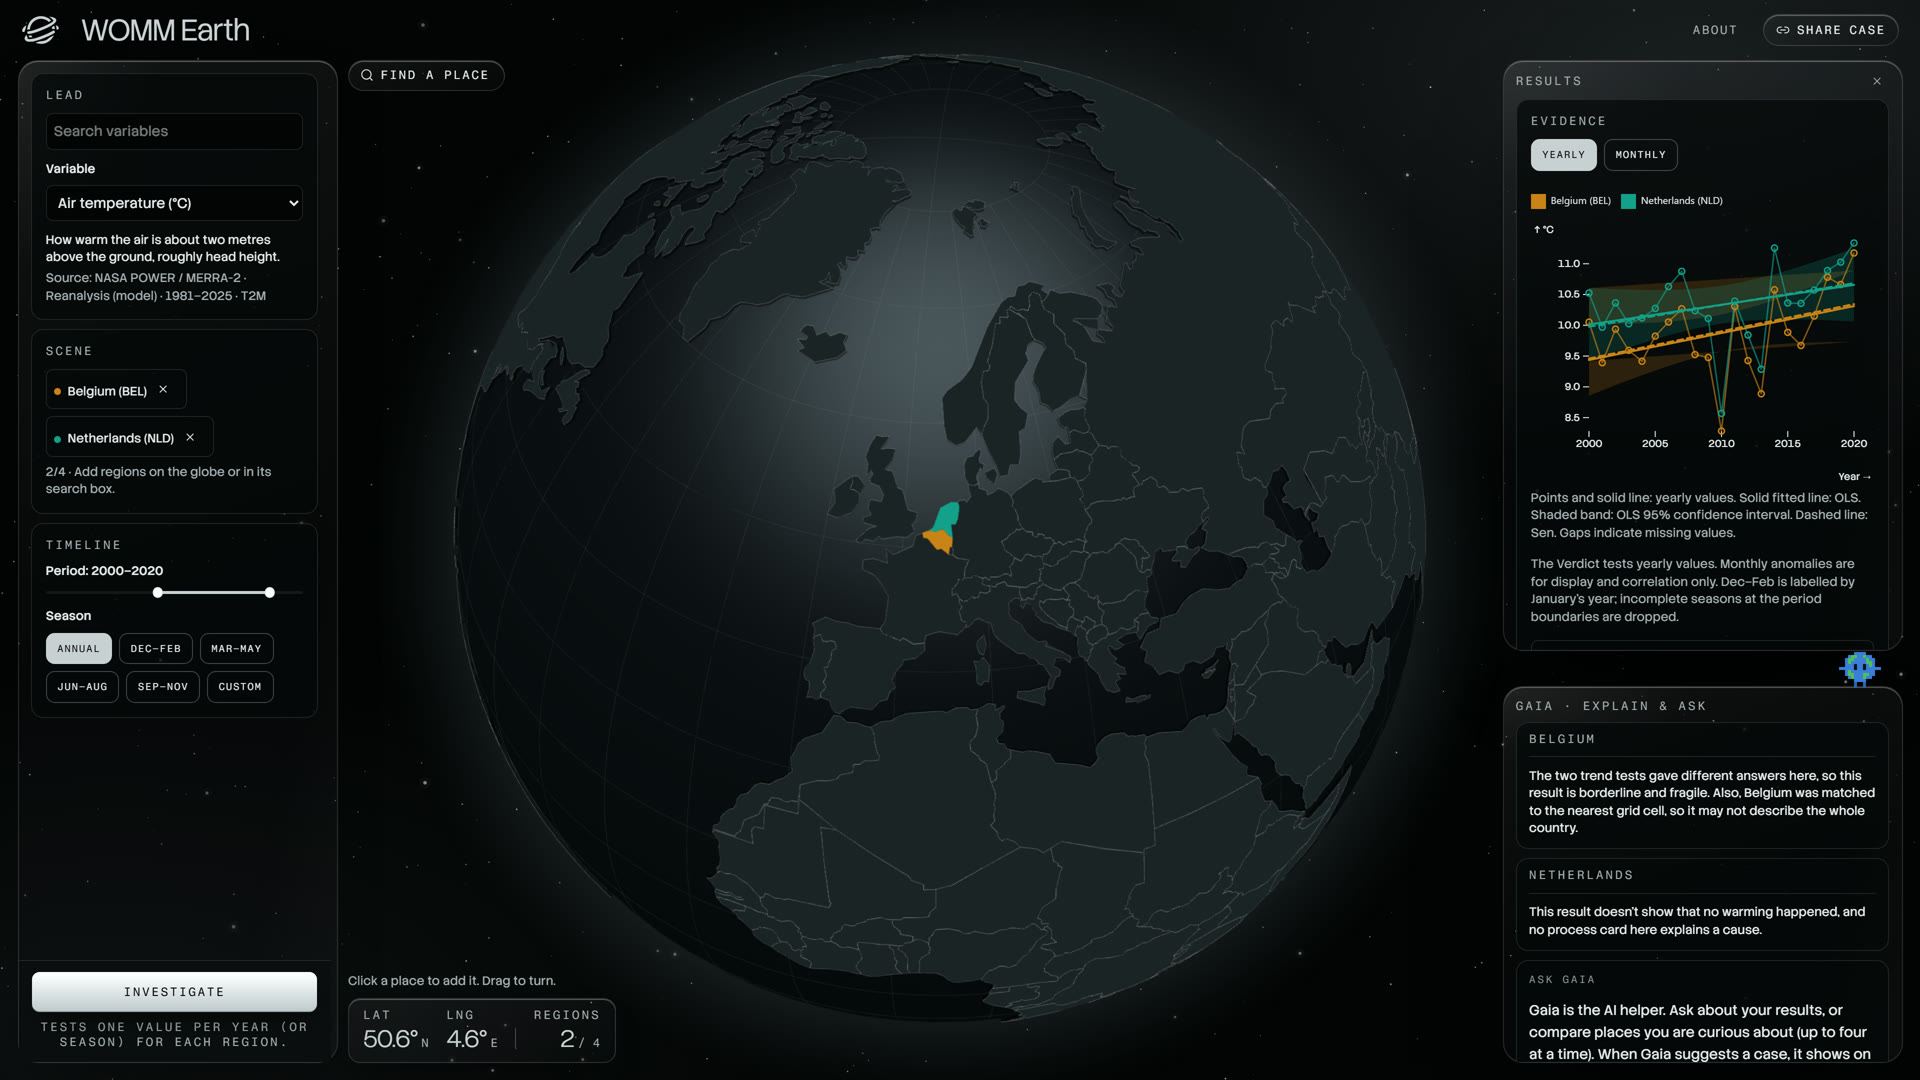 WOMM Earth
ABOUT
SHARE CASE
LEAD
Search variables
Variable
Air temperature (°C)
How warm the air is about two metres
above the ground, roughly head height.
Source: NASA POWER / MERRA-2 ·
Reanalysis (model) · 1981–2025 · T2M
SCENE
Belgium (BEL) ×
Netherlands (NLD) ×
2/4 · Add regions on the globe or in its
search box.
TIMELINE
Period: 2000–2020
Season
ANNUAL DEC–FEB MAR–MAY
JUN–AUG SEP–NOV CUSTOM
INVESTIGATE
TESTS ONE VALUE PER YEAR (OR
SEASON) FOR EACH REGION.
FIND A PLACE
Click a place to add it. Drag to turn.
LAT LNG REGIONS
50.6° N 4.6° E 2 / 4
RESULTS ×
EVIDENCE
YEARLY MONTHLY
Belgium (BEL) Netherlands (NLD)
↑ °C
11.0
10.5
10.0
9.5
9.0
8.5
2000 2005 2010 2015 2020
Year →
Points and solid line: yearly values. Solid fitted line: OLS.
Shaded band: OLS 95% confidence interval. Dashed line:
Sen. Gaps indicate missing values.
The Verdict tests yearly values. Monthly anomalies are
for display and correlation only. Dec–Feb is labelled by
January's year; incomplete seasons at the period
boundaries are dropped.
GAIA · EXPLAIN & ASK
BELGIUM
The two trend tests gave different answers here, so this
result is borderline and fragile. Also, Belgium was matched
to the nearest grid cell, so it may not describe the whole
country.
NETHERLANDS
This result doesn't show that no warming happened, and
no process card here explains a cause.
ASK GAIA
Gaia is the AI helper. Ask about your results, or
compare places you are curious about (up to four
at a time). When Gaia suggests a case, it shows on